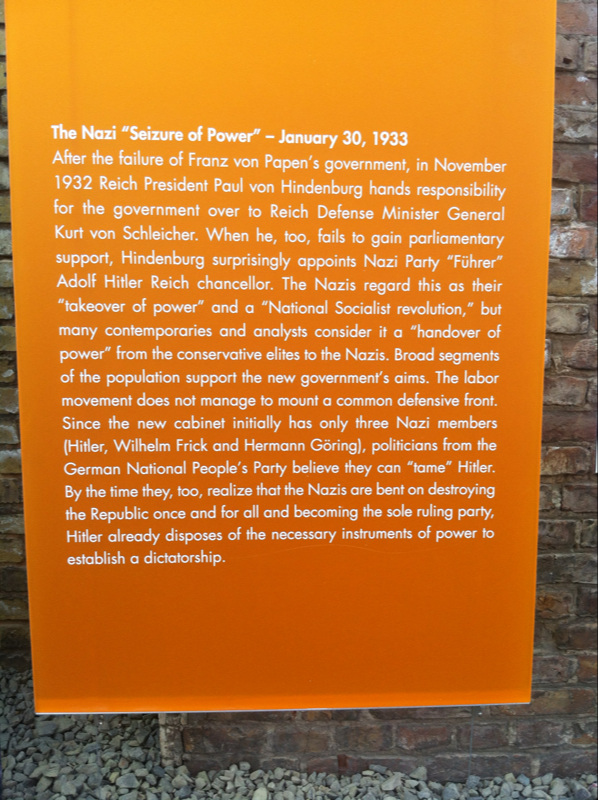 The Nazi “Seizure of Power” – January 30, 1933
After the failure of Franz von Papen’s government, in November
1932 Reich President Paul von Hindenburg hands responsibility
for the government over to Reich Defense Minister General
Kurt von Schleicher. When he, too, fails to gain parliamentary
support, Hindenburg surprisingly appoints Nazi Party “Führer”
Adolf Hitler Reich chancellor. The Nazis regard this as their
“takeover of power” and a “National Socialist revolution,” but
many contemporaries and analysts consider it a “handover of
power” from the conservative elites to the Nazis. Broad segments
of the population support the new government’s aims. The labor
movement does not manage to mount a common defensive front.
Since the new cabinet initially has only three Nazi members
(Hitler, Wilhelm Frick and Hermann Göring), politicians from the
German National People’s Party believe they can “tame” Hitler.
By the time they, too, realize that the Nazis are bent on destroying
the Republic once and for all and becoming the sole ruling party,
Hitler already disposes of the necessary instruments of power to
establish a dictatorship.